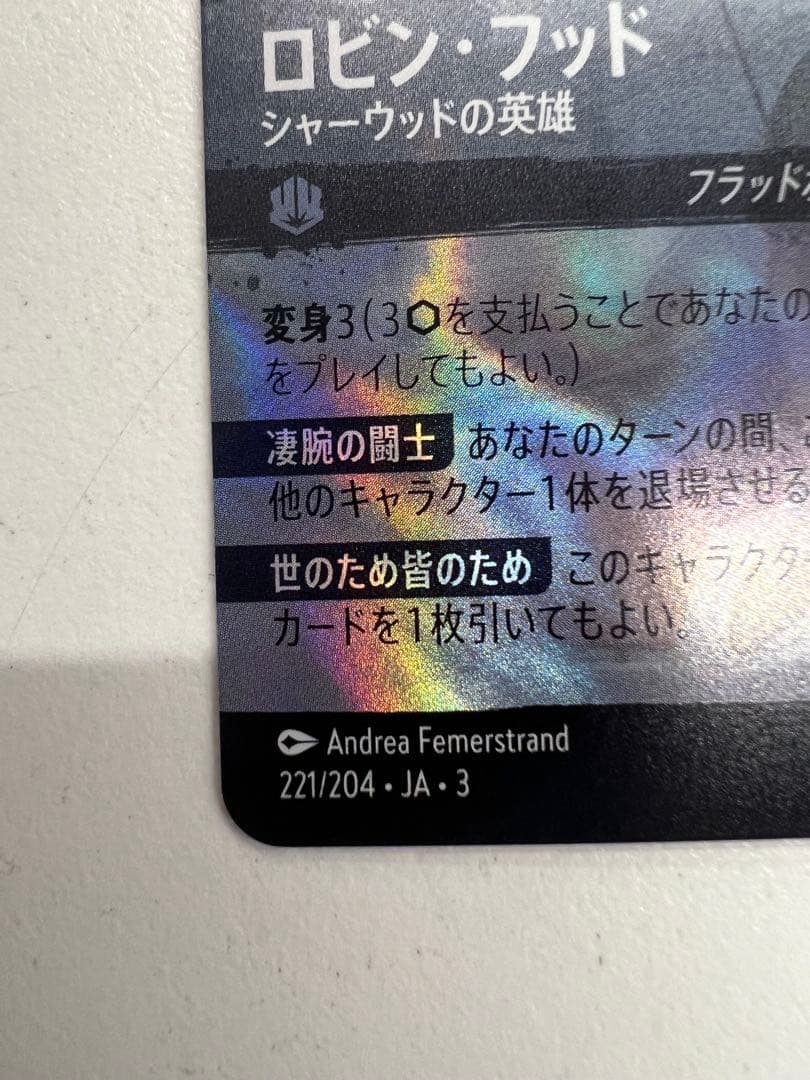 ロビン・フッド
シャーウッドの英雄
フラッドボ
変身3(3⬡を支払うことであなたの
をプレイしてもよい。)
凄腕の闘士 あなたのターンの間、
他のキャラクター1体を退場させる
世のため皆のため このキャラクター
カードを1枚引いてもよい。
Andrea Femerstrand
221/204・JA・3